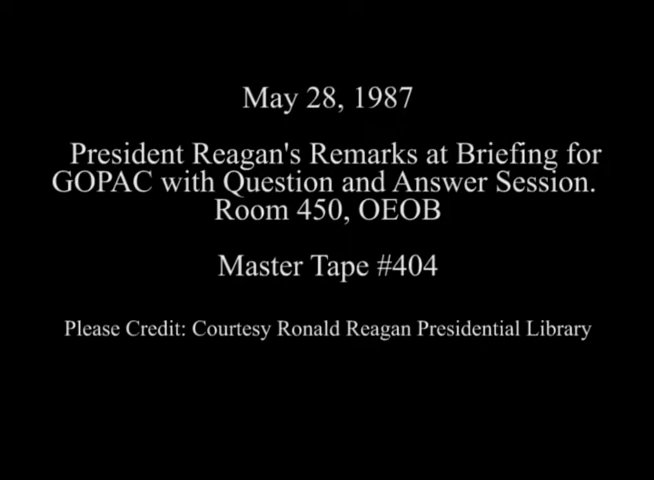 May 28, 1987
President Reagan's Remarks at Briefing for
GOPAC with Question and Answer Session.
Room 450, OEOB
Master Tape #404
Please Credit: Courtesy Ronald Reagan Presidential Library